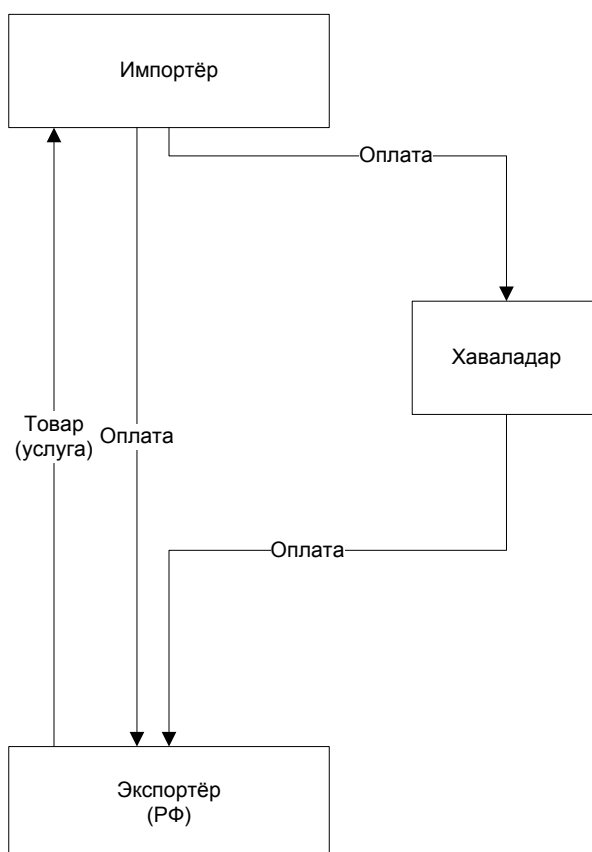 Импортёр
Оплата
Хаваладар
Товар
(услуга)
Оплата
Оплата
Экспортёр
(РФ)